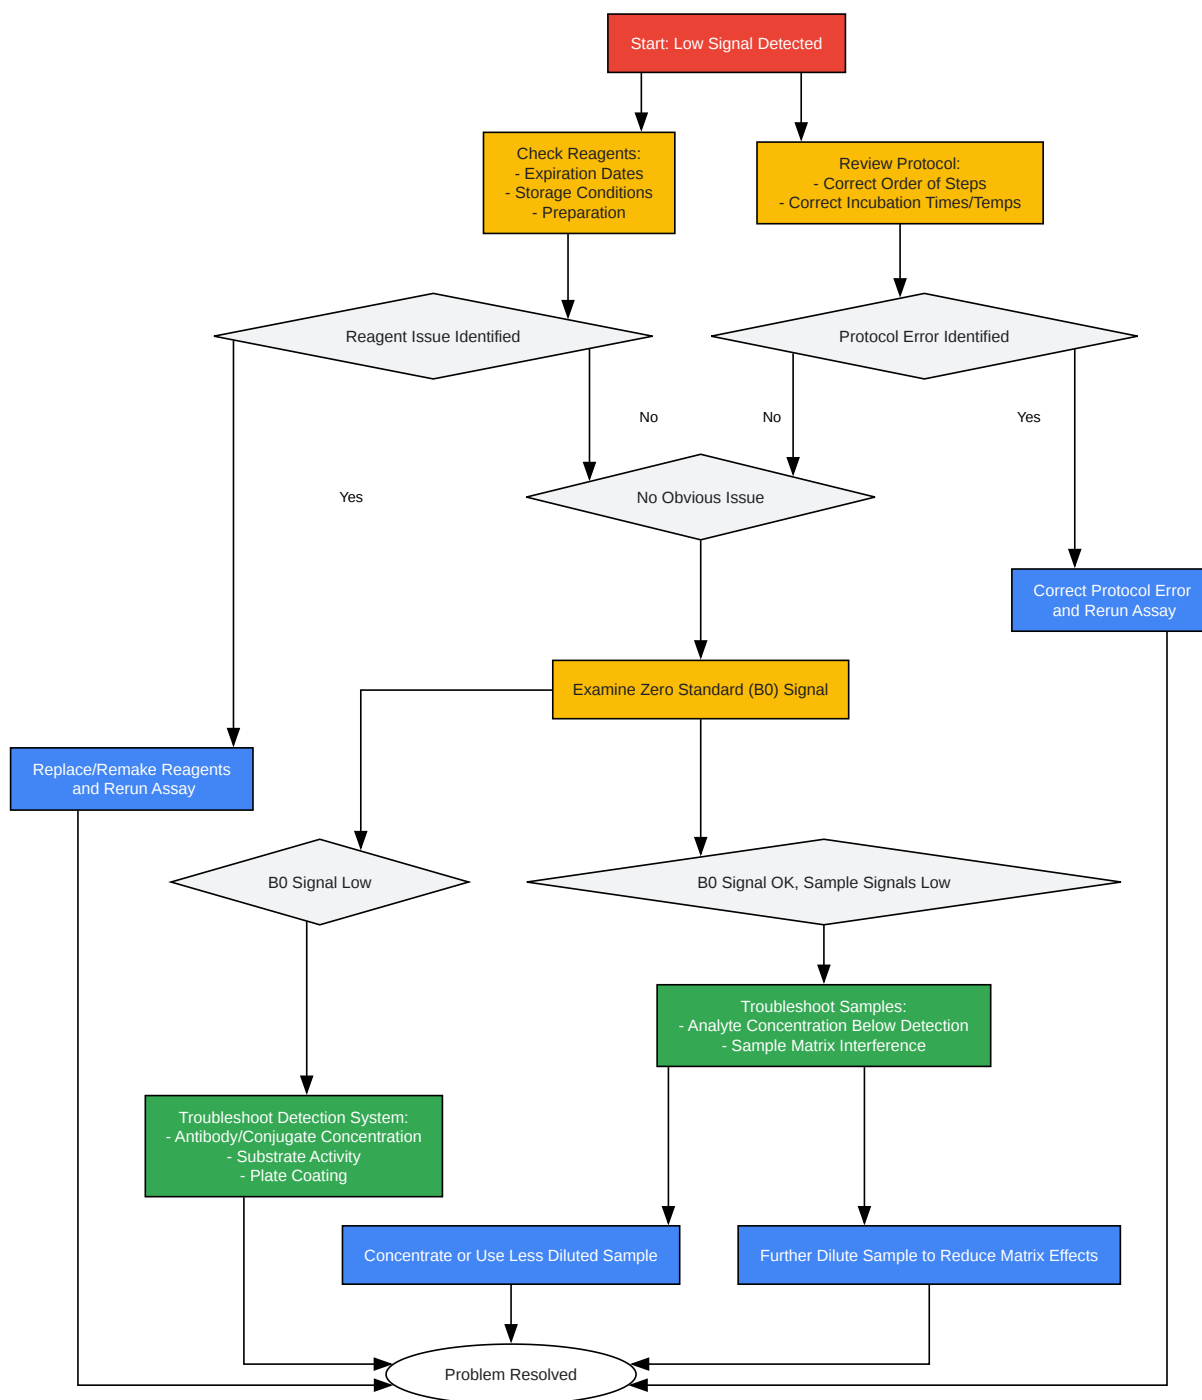 Start: Low Signal Detected
Check Reagents:
- Expiration Dates
- Storage Conditions
- Preparation
Review Protocol:
- Correct Order of Steps
- Correct Incubation Times/Temps
Reagent Issue Identified
Protocol Error Identified
No
No
Yes
Yes
No Obvious Issue
Correct Protocol Error
and Rerun Assay
Examine Zero Standard (B0) Signal
Replace/Remake Reagents
and Rerun Assay
B0 Signal Low
B0 Signal OK, Sample Signals Low
Troubleshoot Samples:
- Analyte Concentration Below Detection
- Sample Matrix Interference
Troubleshoot Detection System:
- Antibody/Conjugate Concentration
- Substrate Activity
- Plate Coating
Concentrate or Use Less Diluted Sample
Further Dilute Sample to Reduce Matrix Effects
Problem Resolved